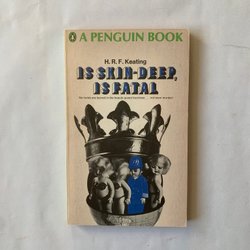 A PENGUIN BOOK
H. R. F. Keating
IS SKIN-DEEP,
IS FATAL